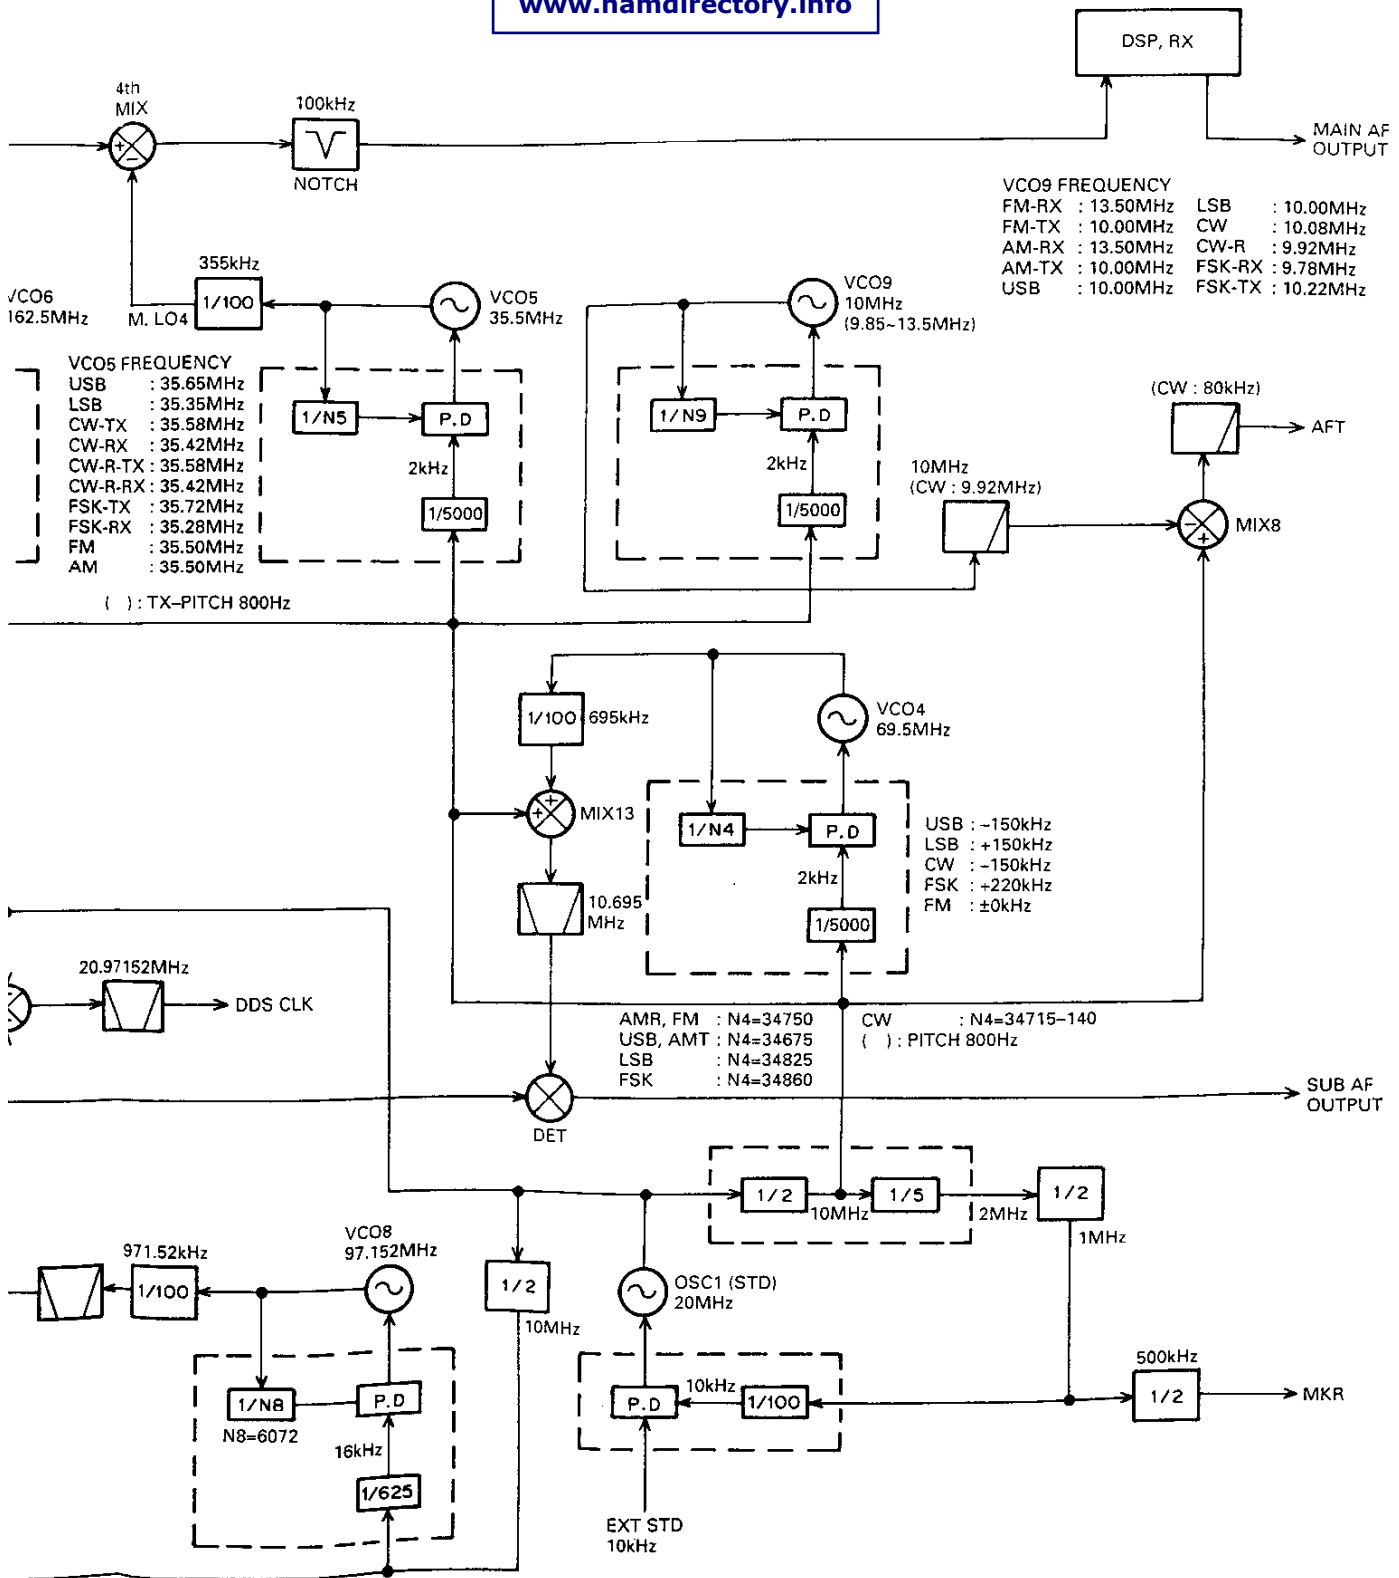 www.hamdirectory.info
DSP, RX
4th
MIX
100kHz
NOTCH
MAIN AF
OUTPUT
VCO9 FREQUENCY
FM-RX : 13.50MHz LSB : 10.00MHz
FM-TX : 10.00MHz CW : 10.08MHz
AM-RX : 13.50MHz CW-R : 9.92MHz
AM-TX : 10.00MHz FSK-RX : 9.78MHz
USB : 10.00MHz FSK-TX : 10.22MHz
355kHz
1/100
M. LO4
VCO6
162.5MHz
VCO5
35.5MHz
VCO9
10MHz
(9.85~13.5MHz)
VCO5 FREQUENCY
USB : 35.65MHz
LSB : 35.35MHz
CW-TX : 35.58MHz
CW-RX : 35.42MHz
CW-R-TX : 35.58MHz
CW-R-RX : 35.42MHz
FSK-TX : 35.72MHz
FSK-RX : 35.28MHz
FM : 35.50MHz
AM : 35.50MHz
( ) : TX-PITCH 800Hz
1/N5
P.D
2kHz
1/5000
1/N9
P.D
2kHz
1/5000
(CW : 80kHz)
AFT
10MHz
(CW : 9.92MHz)
− +
MIX8
1/100
695kHz
VCO4
69.5MHz
+ +
MIX13
1/N4
P.D
2kHz
1/5000
USB : -150kHz
LSB : +150kHz
CW : -150kHz
FSK : +220kHz
FM : ±0kHz
10.695
MHz
20.97152MHz
DDS CLK
AMR, FM : N4=34750
USB, AMT : N4=34675
LSB : N4=34825
FSK : N4=34860
CW : N4=34715-140
( ) : PITCH 800Hz
DET
SUB AF
OUTPUT
1/2
10MHz
1/5
2MHz
1/2
1MHz
971.52kHz
1/100
VCO8
97.152MHz
1/2
10MHz
OSC1 (STD)
20MHz
1/N8
N8=6072
P.D
16kHz
1/625
P.D
10kHz
1/100
500kHz
1/2
MKR
EXT STD
10kHz